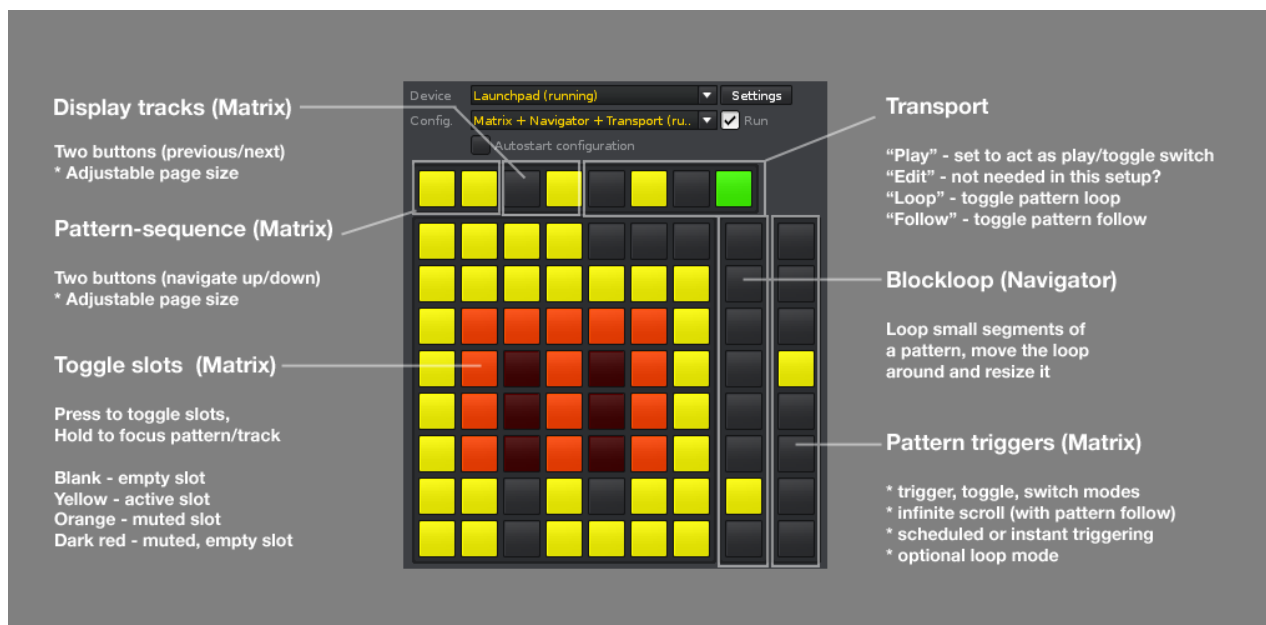 Display tracks (Matrix)
Two buttons (previous/next)
* Adjustable page size
Pattern-sequence (Matrix)
Two buttons (navigate up/down)
* Adjustable page size
Toggle slots (Matrix)
Press to toggle slots,
Hold to focus pattern/track
Blank - empty slot
Yellow - active slot
Orange - muted slot
Dark red - muted, empty slot
Device Launchpad (running) Settings
Config. Matrix + Navigator + Transport (ru.. Run
Autostart configuration
Transport
“Play” - set to act as play/toggle switch
“Edit” - not needed in this setup?
“Loop” - toggle pattern loop
“Follow” - toggle pattern follow
Blockloop (Navigator)
Loop small segments of
a pattern, move the loop
around and resize it
Pattern triggers (Matrix)
* trigger, toggle, switch modes
* infinite scroll (with pattern follow)
* scheduled or instant triggering
* optional loop mode